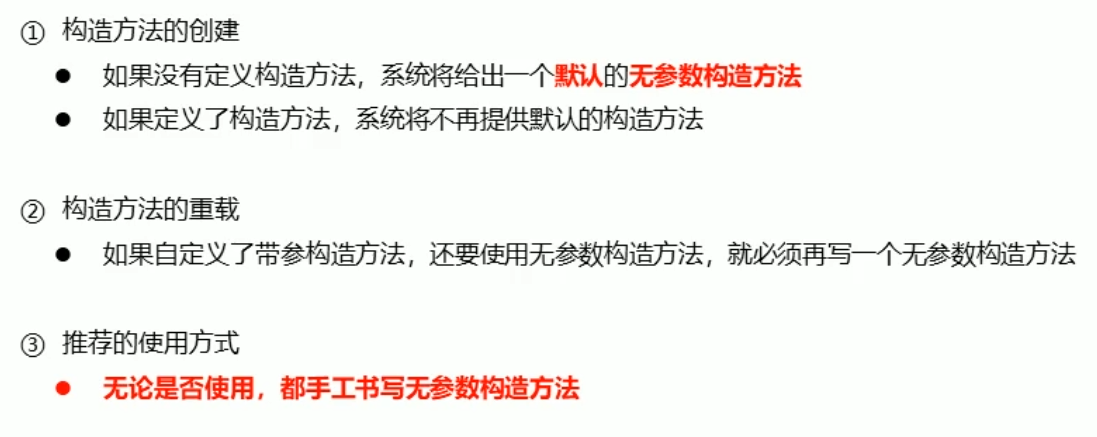 ① 构造方法的创建
● 如果没有定义构造方法，系统将给出一个默认的无参数构造方法
● 如果定义了构造方法，系统将不再提供默认的构造方法
② 构造方法的重载
● 如果自定义了带参构造方法，还要使用无参数构造方法，就必须再写一个无参数构造方法
③ 推荐的使用方式
● 无论是否使用，都手工书写无参数构造方法